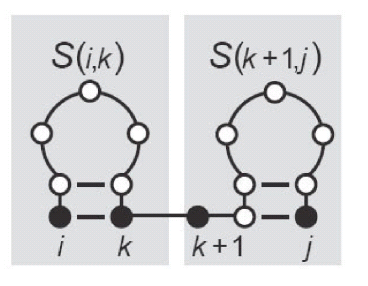 S(i,k) S(k+1,j)
i k k+1 j